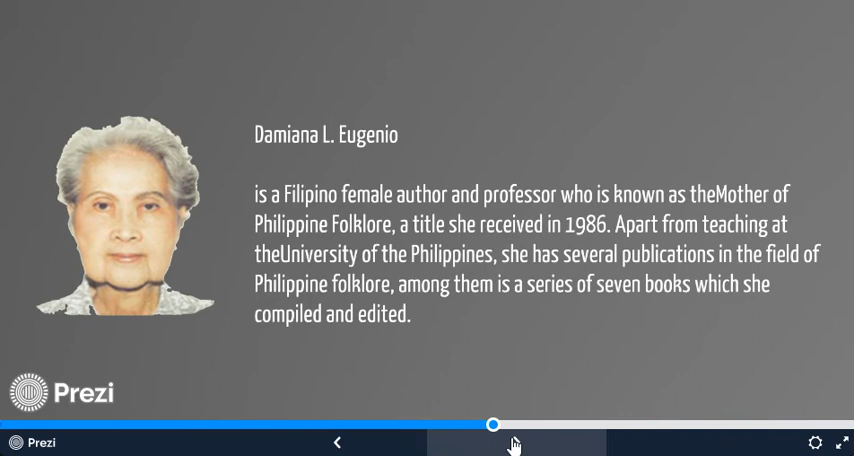 Damiana L. Eugenio
is a Filipino female author and professor who is known as theMother of
Philippine Folklore, a title she received in 1986. Apart from teaching at
theUniversity of the Philippines, she has several publications in the field of
Philippine folklore, among them is a series of seven books which she
compiled and edited.
Prezi
Prezi